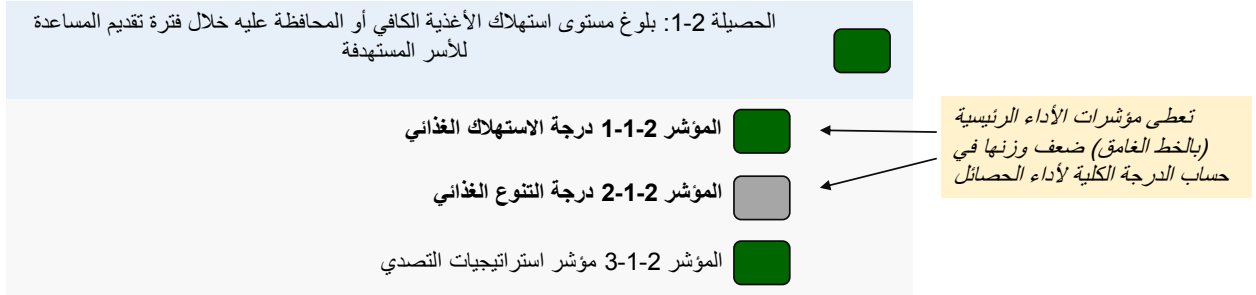 الحصيلة 2-1: بلوغ مستوى استهلاك الأغذية الكافي أو المحافظة عليه خلال فترة تقديم المساعدة
للأسر المستهدفة
المؤشر 2-1-1 درجة الاستهلاك الغذائي
المؤشر 2-1-2 درجة التنوع الغذائي
المؤشر 2-1-3 مؤشر استراتيجيات التصدي
تعطى مؤشرات الأداء الرئيسية
(بالخط الغامق) ضعف وزنها في
حساب الدرجة الكلية لأداء الحصائل